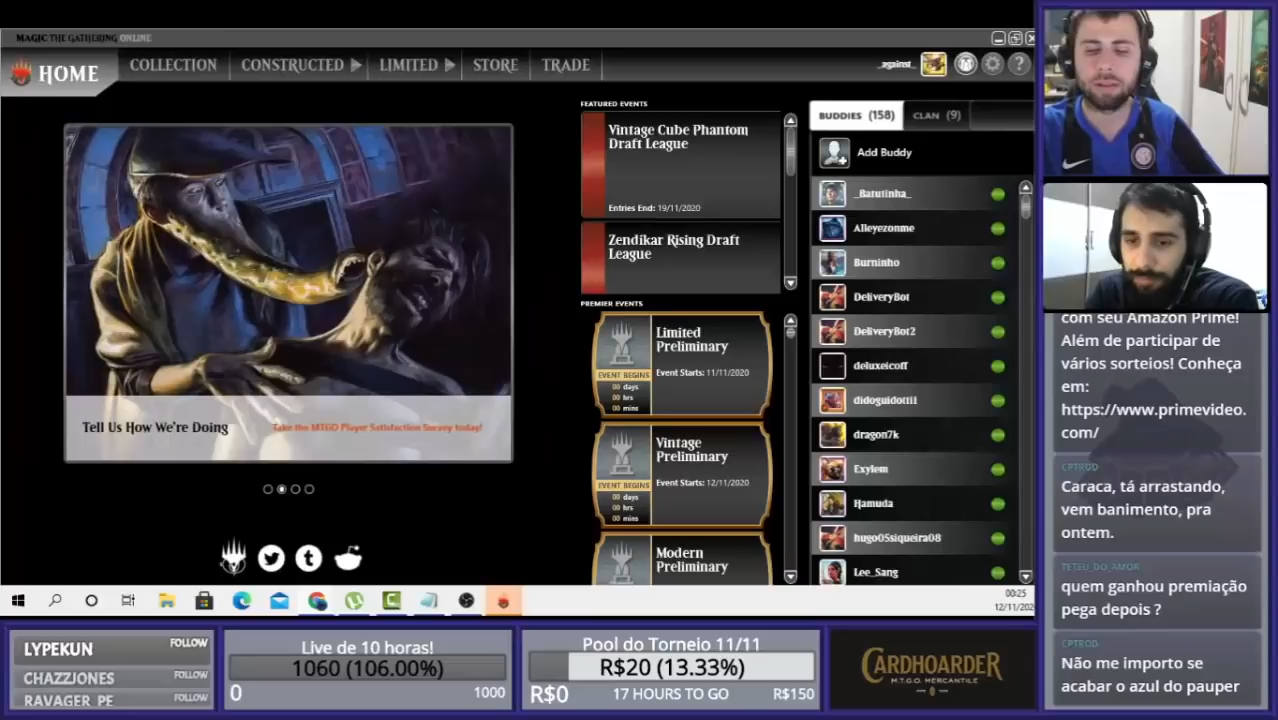 MAGIC THE GATHERING ONLINE
HOME
COLLECTION
CONSTRUCTED
LIMITED
STORE
TRADE
_against_
?
Tell Us How We're Doing
Take the MTGO Player Satisfaction Survey today!
FEATURED EVENTS
Vintage Cube Phantom
Draft League
Entries End: 19/11/2020
Zendikar Rising Draft
League
PREMIER EVENTS
Limited
Preliminary
Event Starts: 11/11/2020
EVENT BEGINS
00 days
00 hrs
00 mins
Vintage
Preliminary
Event Starts: 12/11/2020
EVENT BEGINS
00 days
00 hrs
00 mins
Modern
Preliminary
BUDDIES (158)
CLAN (9)
Add Buddy
_Batutinha_
Alleyezonme
Burninho
DeliveryBot
DeliveryBot2
deluxeicoff
didoguidotti1
dragon7k
Exylem
Hamuda
hugo05siqueira08
Lee_Sang
00:25
12/11/202
com seu Amazon Prime!
Além de participar de
vários sorteios! Conheça
em:
https://www.primevideo.
com/
CPTROD
Caraca, tá arrastando,
vem banimento, pra
ontem.
TETEU_DO_AMOR
quem ganhou premiação
pega depois ?
CPTROD
Não me importo se
acabar o azul do pauper
LYPEKUN FOLLOW
CHAZZJONES FOLLOW
RAVAGER_PE FOLLOW
Live de 10 horas!
1060 (106.00%)
0
1000
Pool do Torneio 11/11
R$20 (13.33%)
R$0
17 HOURS TO GO
R$150
CARDHOARDER
M.T.G.O. MERCANTILE